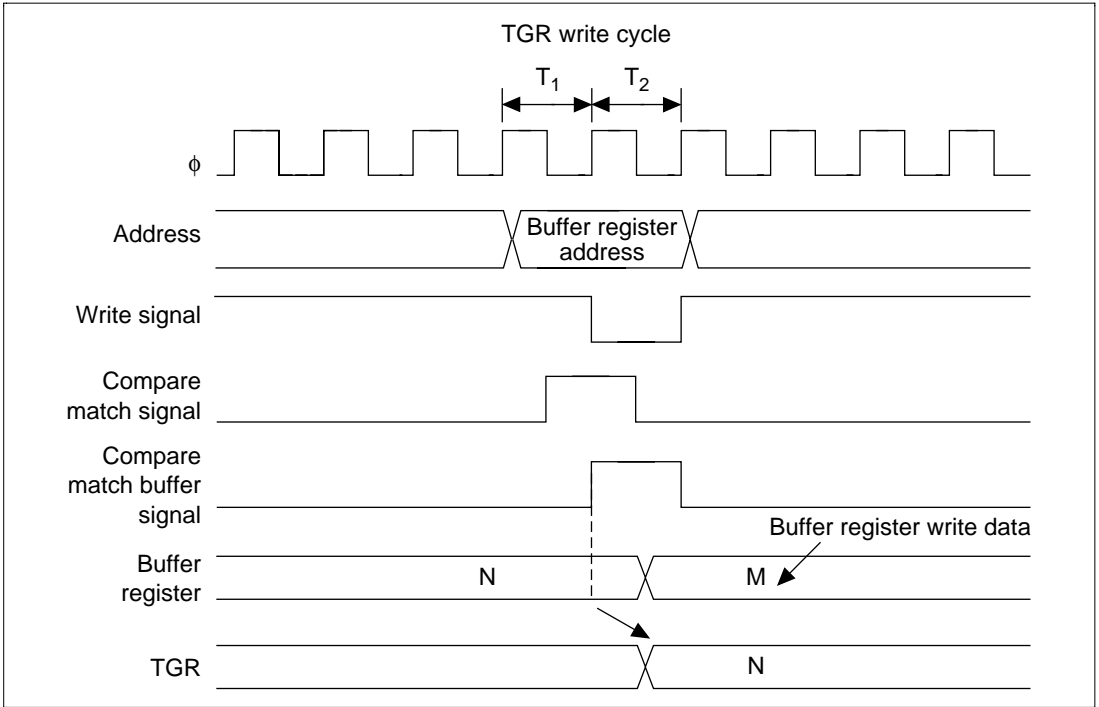 TGR write cycle
T1 T2
ϕ
Address
Buffer register
address
Write signal
Compare
match signal
Compare
match buffer
signal
Buffer register write data
Buffer
register
N M
TGR
N